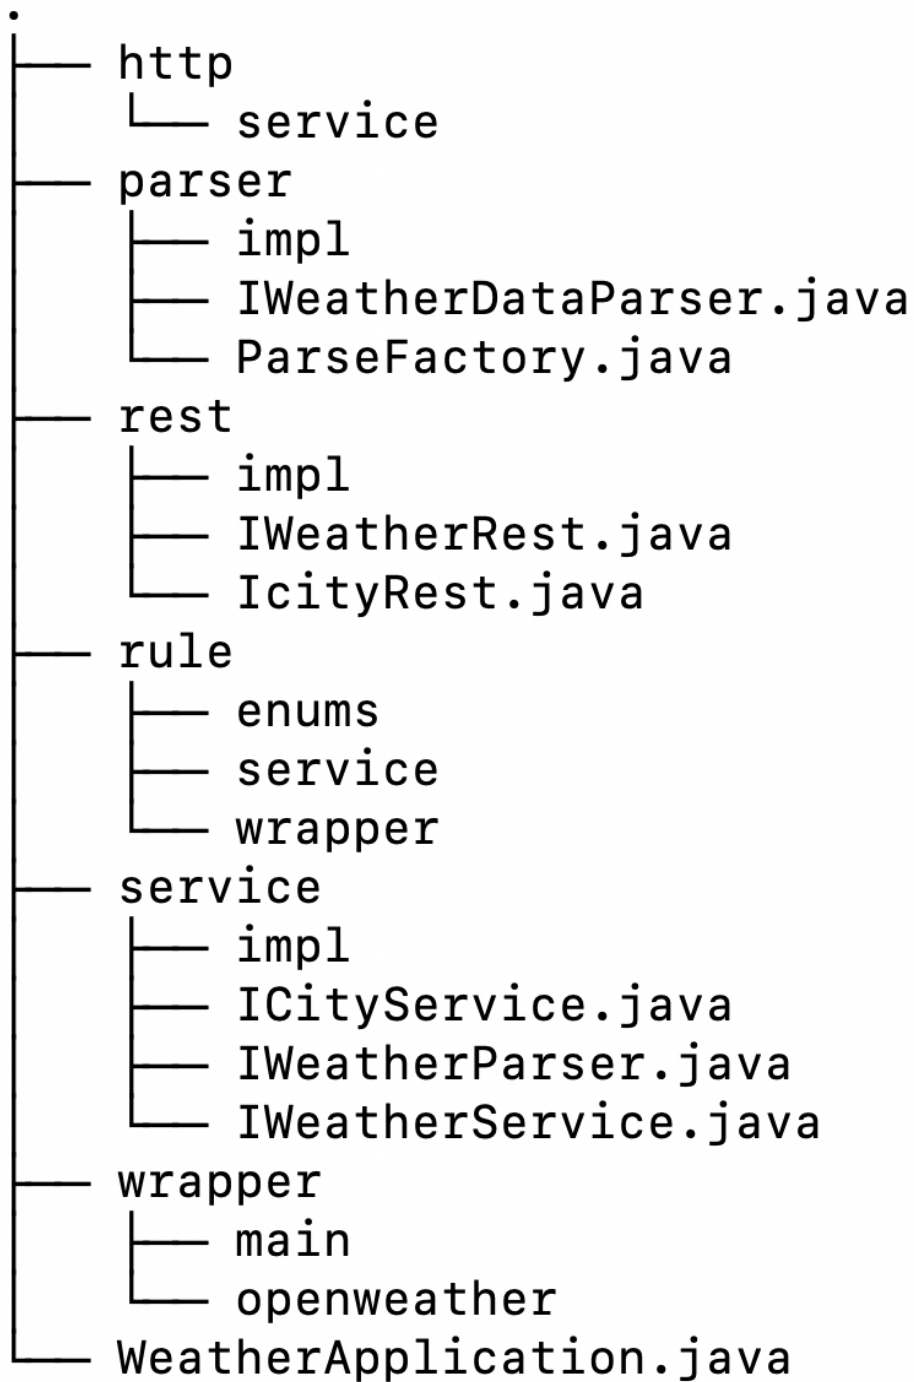 .
├── http
│   └── service
├── parser
│   ├── impl
│   ├── IWeatherDataParser.java
│   └── ParseFactory.java
├── rest
│   ├── impl
│   ├── IWeatherRest.java
│   └── IcityRest.java
├── rule
│   ├── enums
│   ├── service
│   └── wrapper
├── service
│   ├── impl
│   ├── ICityService.java
│   ├── IWeatherParser.java
│   └── IWeatherService.java
├── wrapper
│   ├── main
│   └── openweather
└── WeatherApplication.java